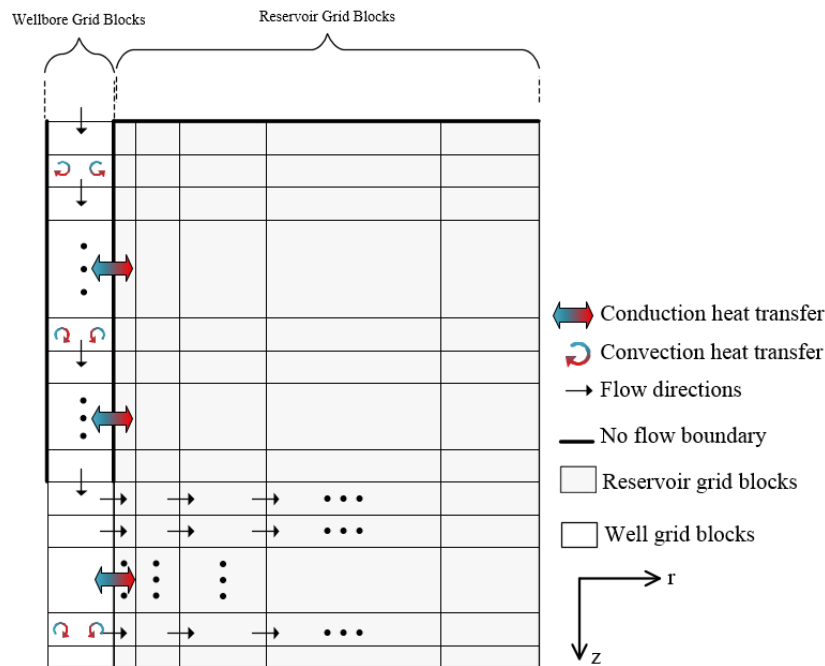 Wellbore Grid Blocks
Reservoir Grid Blocks
Conduction heat transfer
Convection heat transfer
Flow directions
No flow boundary
Reservoir grid blocks
Well grid blocks
r
z